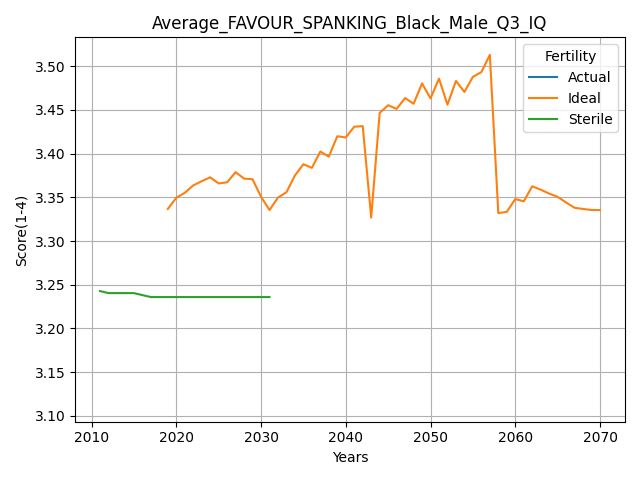 Average_FAVOUR_SPANKING_Black_Male_Q3_IQ
Fertility
Actual
Ideal
Sterile
Score(1-4)
3.50
3.45
3.40
3.35
3.30
3.25
3.20
3.15
3.10
2010 2020 2030 2040 2050 2060 2070
Years